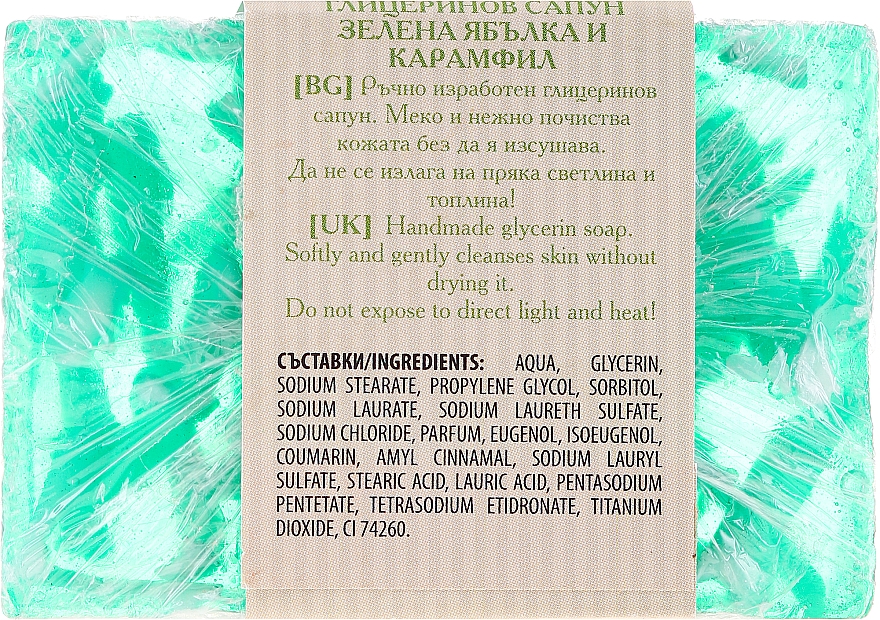 ГЛИЦЕРИНОВ САПУН
ЗЕЛЕНА ЯБЪЛКА И
КАРАМФИЛ
[BG] Ръчно изработен глицеринов
сапун. Меко и нежно почиства
кожата без да я изсушава.
Да не се излага на пряка светлина и
топлина!
[UK] Handmade glycerin soap.
Softly and gently cleanses skin without
drying it.
Do not expose to direct light and heat!
СЪСТАВКИ/INGREDIENTS: AQUA, GLYCERIN,
SODIUM STEARATE, PROPYLENE GLYCOL, SORBITOL,
SODIUM LAURATE, SODIUM LAURETH SULFATE,
SODIUM CHLORIDE, PARFUM, EUGENOL, ISOEUGENOL,
COUMARIN, AMYL CINNAMAL, SODIUM LAURYL
SULFATE, STEARIC ACID, LAURIC ACID, PENTASODIUM
PENTETATE, TETRASODIUM ETIDRONATE, TITANIUM
DIOXIDE, CI 74260.